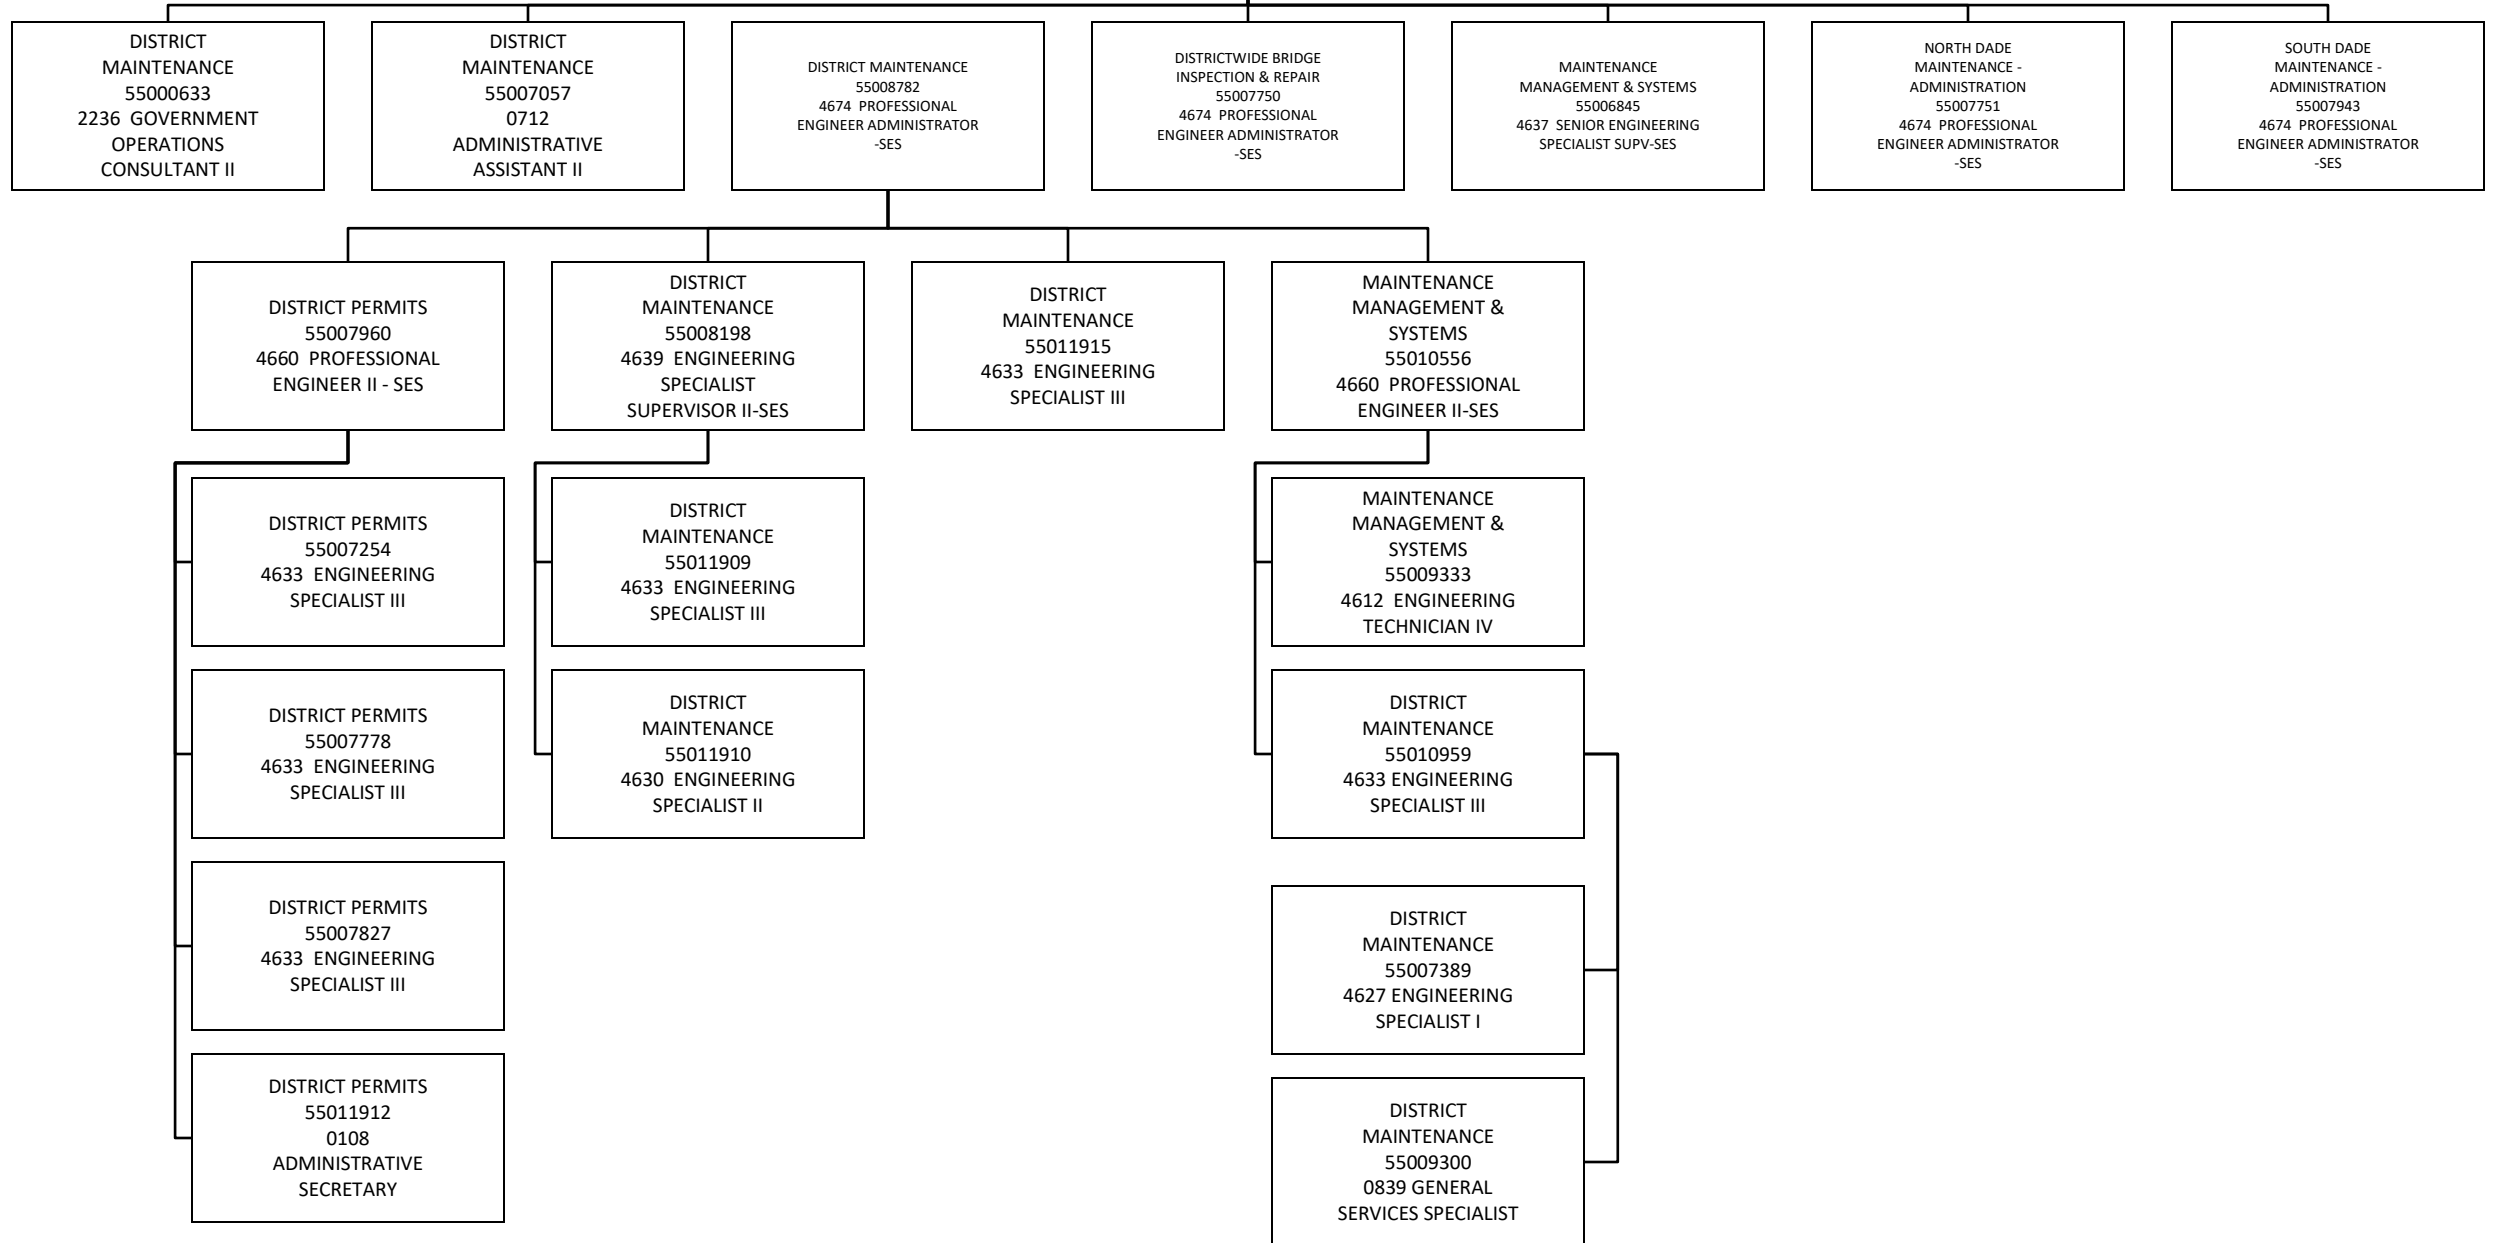 DISTRICT
MAINTENANCE
55000633
2236  GOVERNMENT
OPERATIONS
CONSULTANT II
DISTRICT
MAINTENANCE
55007057
0712
ADMINISTRATIVE
ASSISTANT II
DISTRICT MAINTENANCE
55008782
4674  PROFESSIONAL
ENGINEER ADMINISTRATOR
-SES
DISTRICTWIDE BRIDGE
INSPECTION & REPAIR
55007750
4674  PROFESSIONAL
ENGINEER ADMINISTRATOR
-SES
MAINTENANCE
MANAGEMENT & SYSTEMS
55006845
4637  SENIOR ENGINEERING
SPECIALIST SUPV-SES
NORTH DADE
MAINTENANCE -
ADMINISTRATION
55007751
4674  PROFESSIONAL
ENGINEER ADMINISTRATOR
-SES
SOUTH DADE
MAINTENANCE -
ADMINISTRATION
55007943
4674  PROFESSIONAL
ENGINEER ADMINISTRATOR
-SES
DISTRICT PERMITS
55007960
4660  PROFESSIONAL
ENGINEER II - SES
DISTRICT
MAINTENANCE
55008198
4639  ENGINEERING
SPECIALIST
SUPERVISOR II-SES
DISTRICT
MAINTENANCE
55011915
4633  ENGINEERING
SPECIALIST III
MAINTENANCE
MANAGEMENT &
SYSTEMS
55010556
4660  PROFESSIONAL
ENGINEER II-SES
DISTRICT PERMITS
55007254
4633  ENGINEERING
SPECIALIST III
DISTRICT
MAINTENANCE
55011909
4633  ENGINEERING
SPECIALIST III
MAINTENANCE
MANAGEMENT &
SYSTEMS
55009333
4612  ENGINEERING
TECHNICIAN IV
DISTRICT PERMITS
55007778
4633  ENGINEERING
SPECIALIST III
DISTRICT
MAINTENANCE
55011910
4630  ENGINEERING
SPECIALIST II
DISTRICT
MAINTENANCE
55010959
4633 ENGINEERING
SPECIALIST III
DISTRICT PERMITS
55007827
4633  ENGINEERING
SPECIALIST III
DISTRICT
MAINTENANCE
55007389
4627 ENGINEERING
SPECIALIST I
DISTRICT PERMITS
55011912
0108
ADMINISTRATIVE
SECRETARY
DISTRICT
MAINTENANCE
55009300
0839 GENERAL
SERVICES SPECIALIST